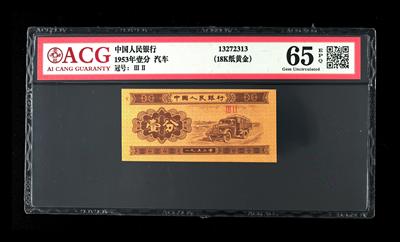 ACG
AI CANG GUARANTY
中国人民银行
1953年壹分 汽车
冠号: III II
13272313
(18K纸黄金)
65
EPQ
Gem Uncirculated
中国人民银行
III II
壹分
一九五三年